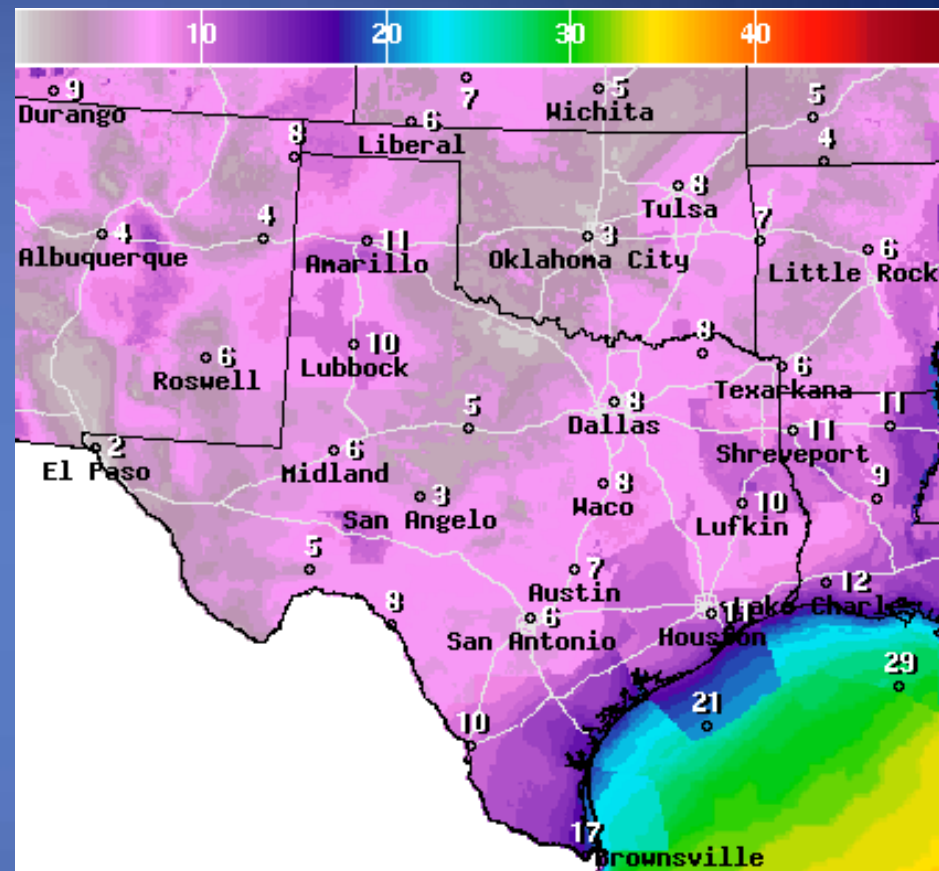 10 20 30 40
9
Durango
7
5
Wichita
5
6
Liberal
8
4
8
Tulsa
4
Albuquerque
4
11
Amarillo
3
Oklahoma City
7
6
Little Rock
6
Roswell
10
Lubbock
8
6
Texarkana
5
8
Dallas
11
Shreveport
11
2
El Paso
6
Midland
3
San Angelo
8
Waco
10
Lufkin
9
5
7
Austin
12
Lake Charles
8
6
San Antonio
11
Houston
10
21
29
17
Brownsville